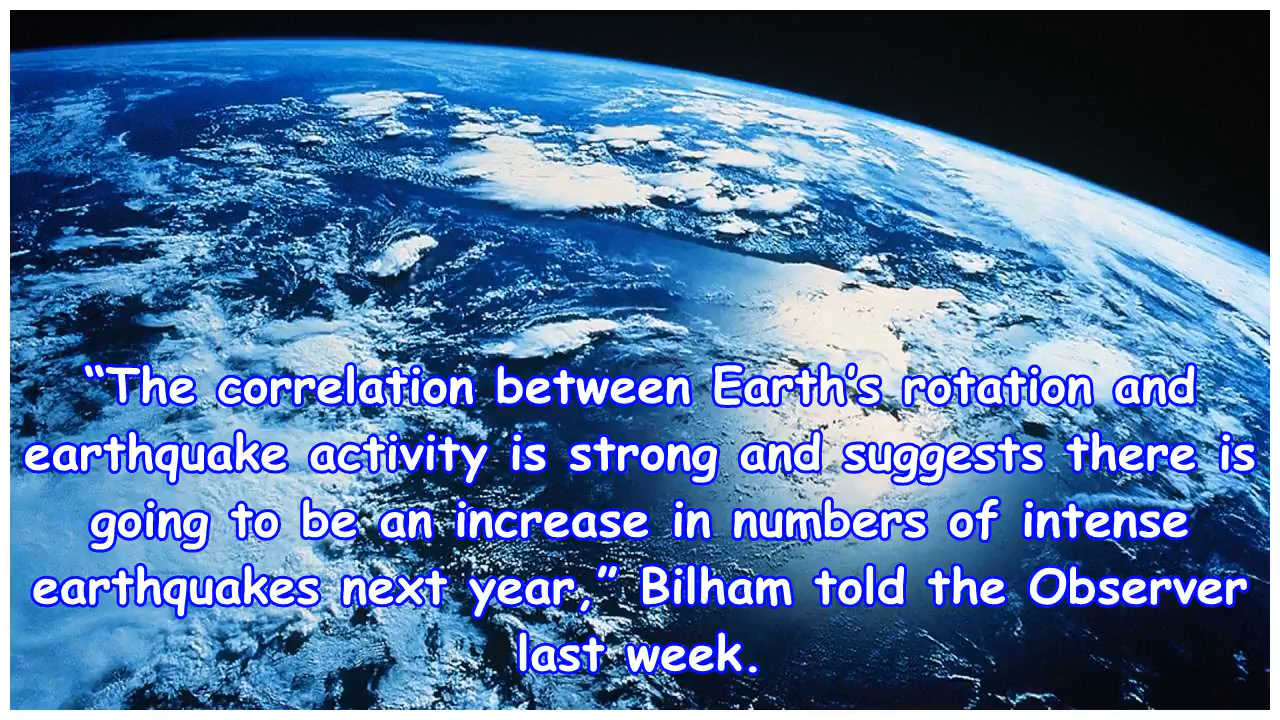 “The correlation between Earth’s rotation and
earthquake activity is strong and suggests there is
going to be an increase in numbers of intense
earthquakes next year,” Bilham told the Observer
last week.